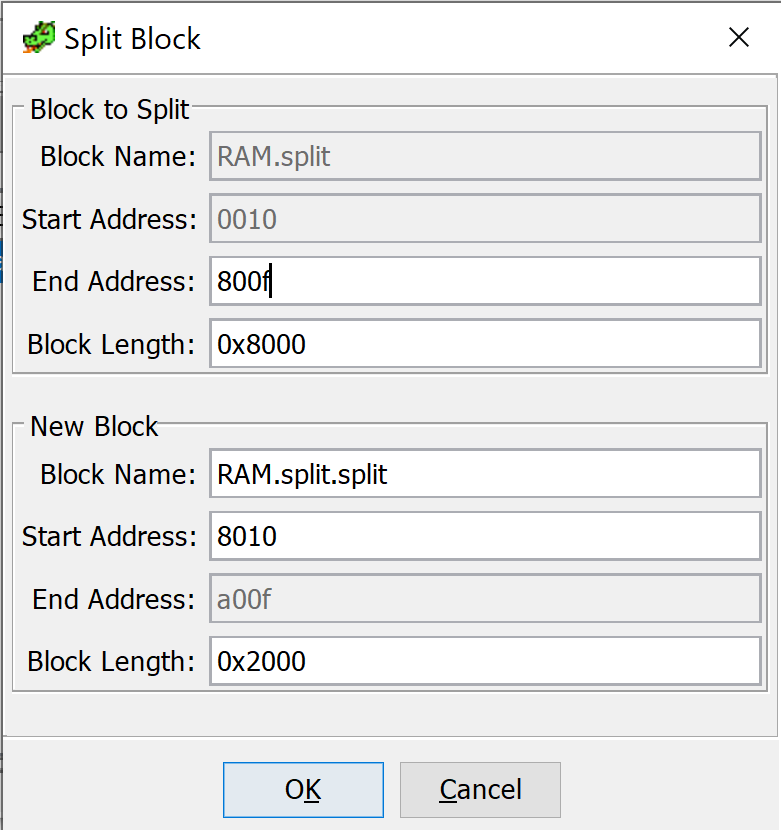 Split Block
Block to Split
Block Name: RAM.split
Start Address: 0010
End Address: 800f
Block Length: 0x8000
New Block
Block Name: RAM.split.split
Start Address: 8010
End Address: a00f
Block Length: 0x2000
OK Cancel